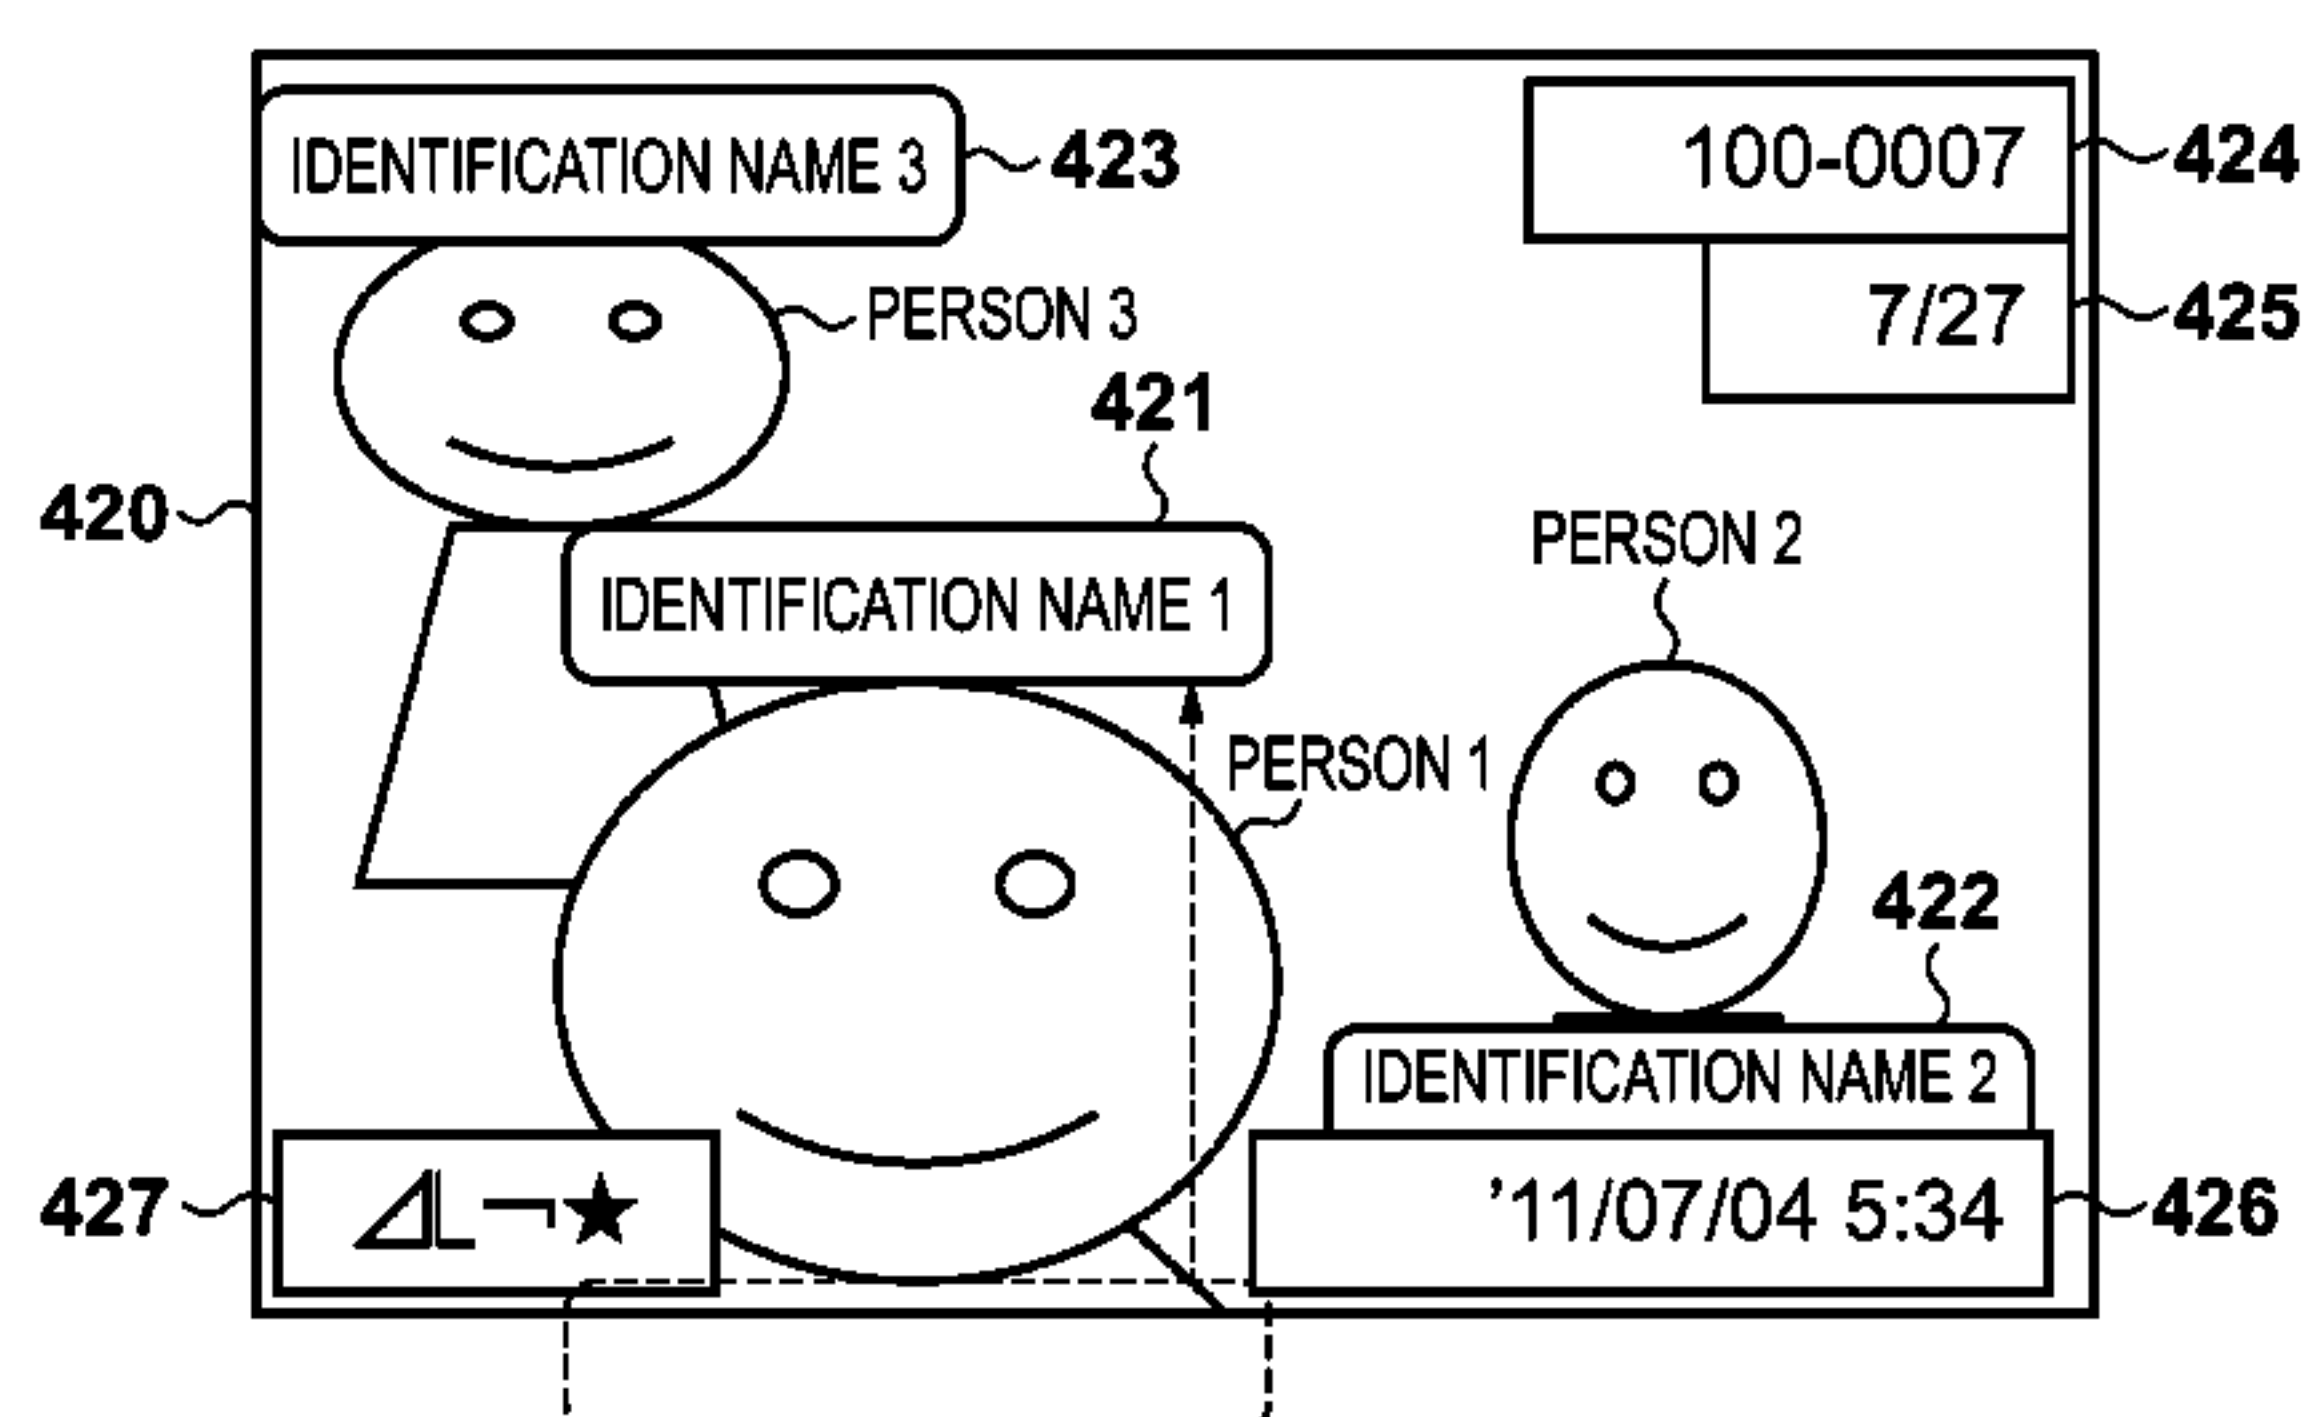 IDENTIFICATION NAME 3
423
100-0007
424
PERSON 3
7/27
425
421
420
IDENTIFICATION NAME 1
PERSON 2
PERSON 1
422
IDENTIFICATION NAME 2
427
'11/07/04 5:34
426